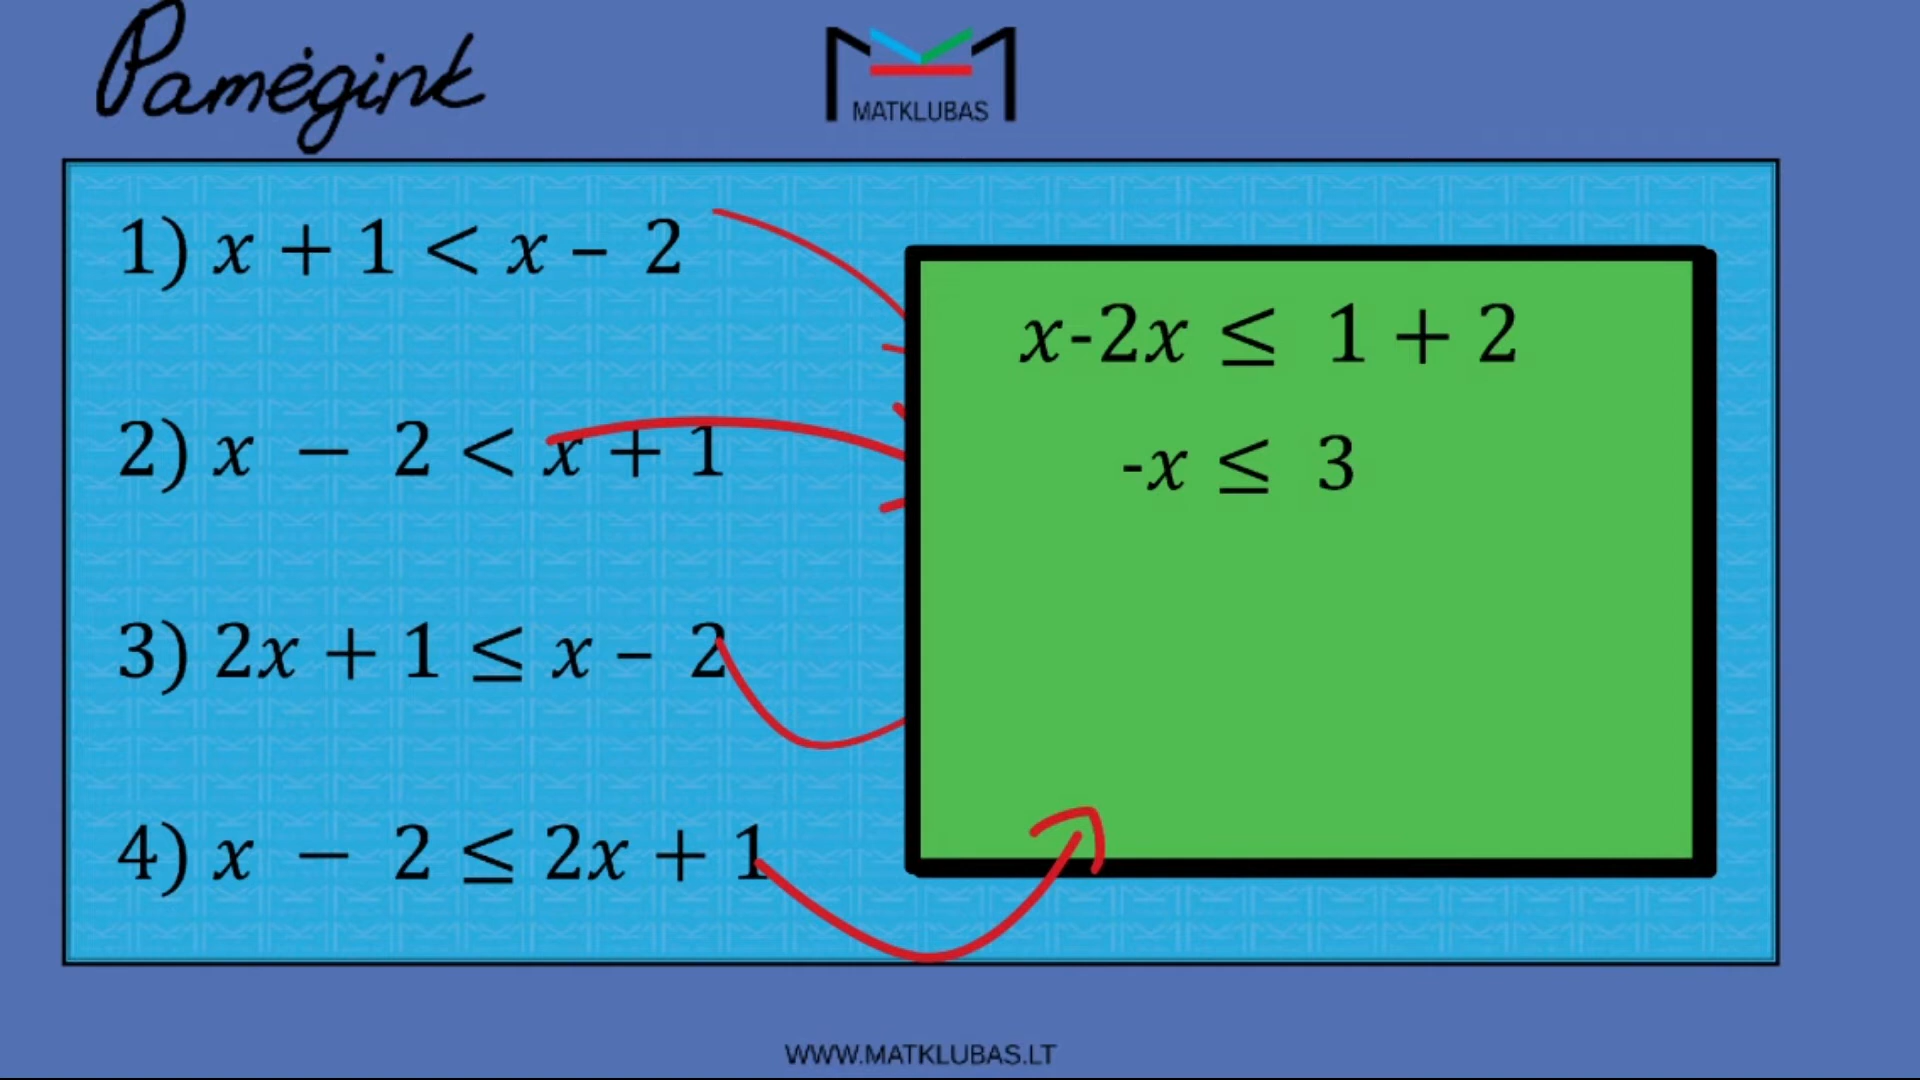 Pamėgink
MATKLUBAS
1) x + 1 < x – 2
2) x – 2 < x + 1
3) 2x + 1 ≤ x – 2
4) x – 2 ≤ 2x + 1
x-2x ≤ 1 + 2
-x ≤ 3
WWW.MATKLUBAS.LT